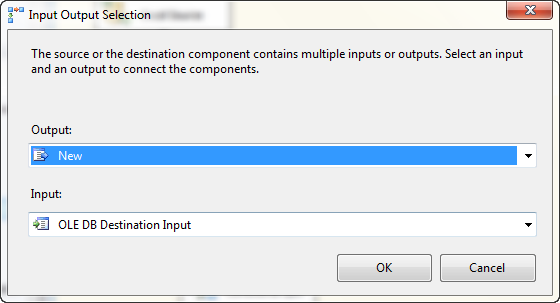 Input Output Selection
The source or the destination component contains multiple inputs or outputs. Select an input
and an output to connect the components.
Output:
New
Input:
OLE DB Destination Input
OK
Cancel